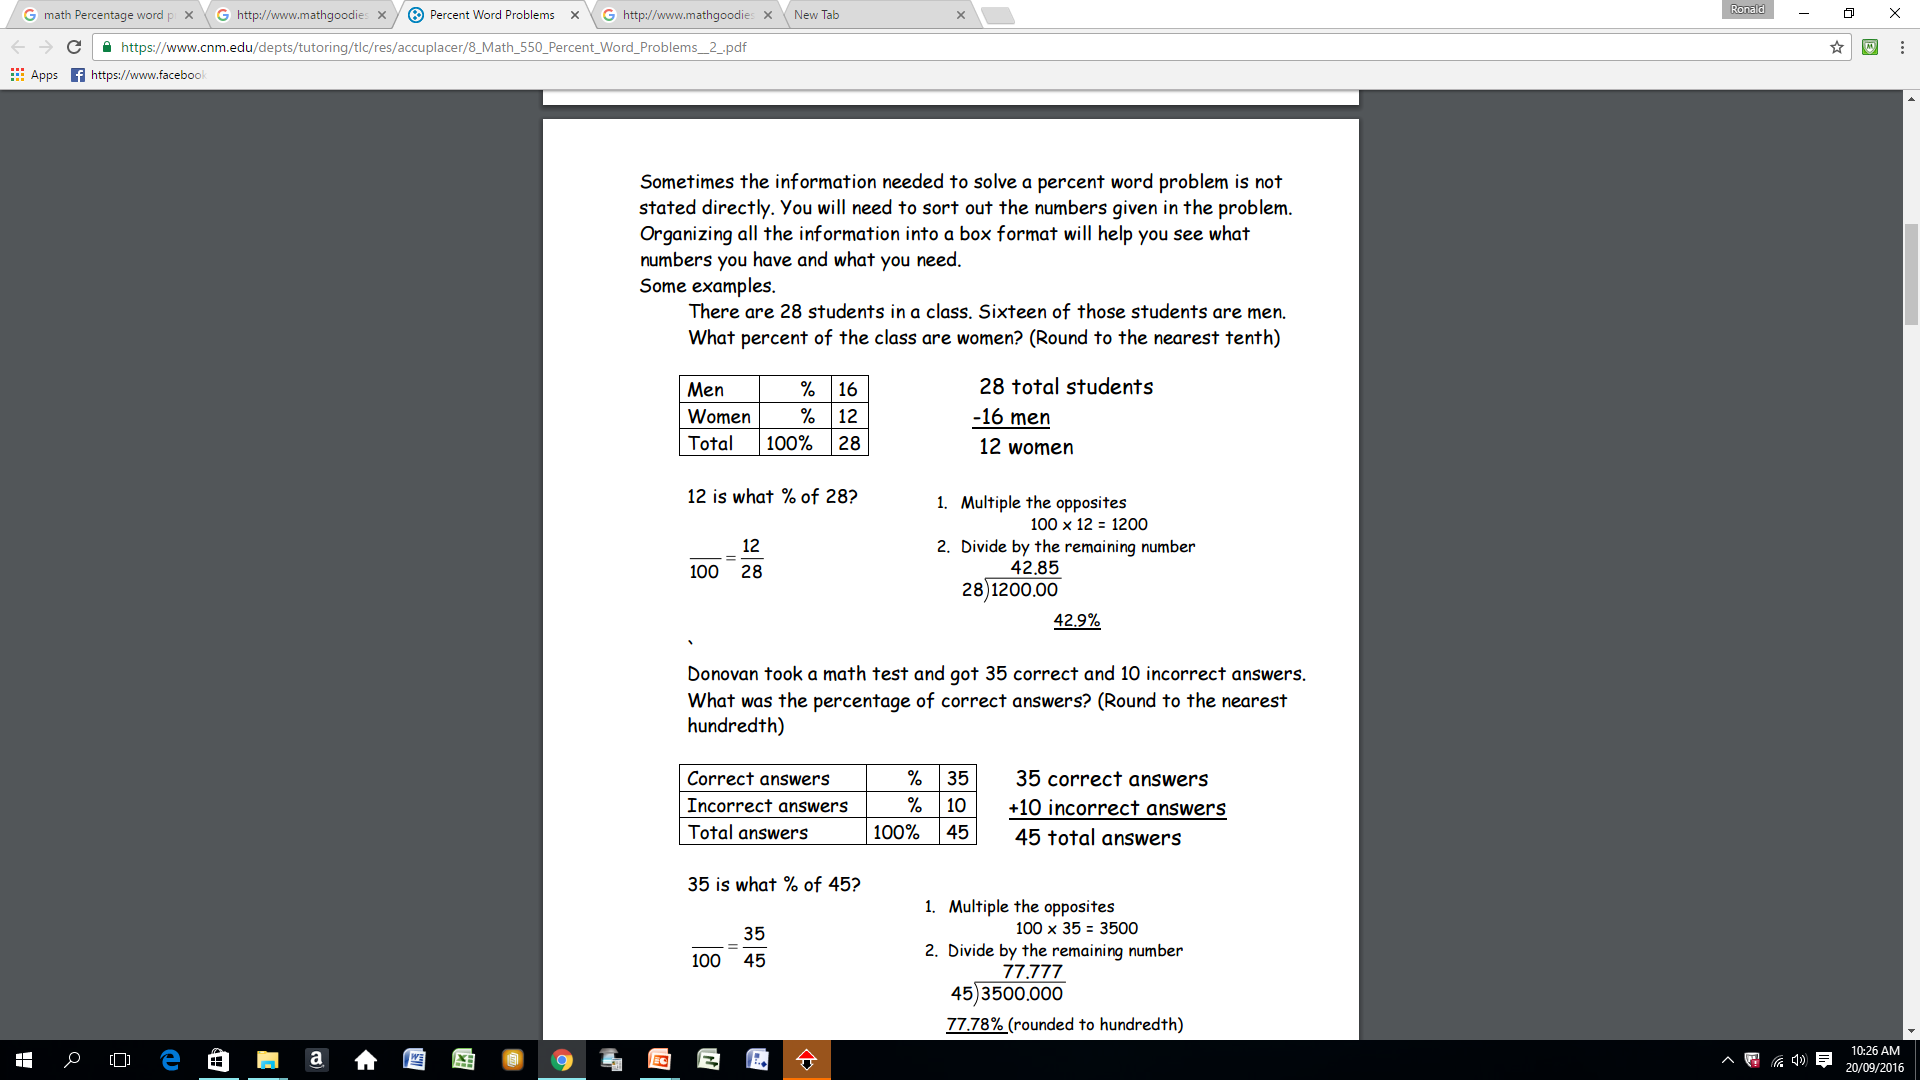 math Percentage word p
http://www.mathgoodies
Percent Word Problems
http://www.mathgoodies
New Tab
Ronald
https://www.cnm.edu/depts/tutoring/tlc/res/accuplacer/8_Math_550_Percent_Word_Problems__2_.pdf
Apps
https://www.facebook
Sometimes the information needed to solve a percent word problem is not
stated directly. You will need to sort out the numbers given in the problem.
Organizing all the information into a box format will help you see what
numbers you have and what you need.
Some examples.
There are 28 students in a class. Sixteen of those students are men.
What percent of the class are women? (Round to the nearest tenth)
Men % 16
Women % 12
Total 100% 28
28 total students
-16 men
12 women
12 is what % of 28?
12
__ = __
100 28
1. Multiple the opposites
100 x 12 = 1200
2. Divide by the remaining number
42.85
28)1200.00
42.9%
`
Donovan took a math test and got 35 correct and 10 incorrect answers.
What was the percentage of correct answers? (Round to the nearest
hundredth)
Correct answers % 35
Incorrect answers % 10
Total answers 100% 45
35 correct answers
+10 incorrect answers
45 total answers
35 is what % of 45?
35
__ = __
100 45
1. Multiple the opposites
100 x 35 = 3500
2. Divide by the remaining number
77.777
45)3500.000
77.78% (rounded to hundredth)
10:26 AM
20/09/2016